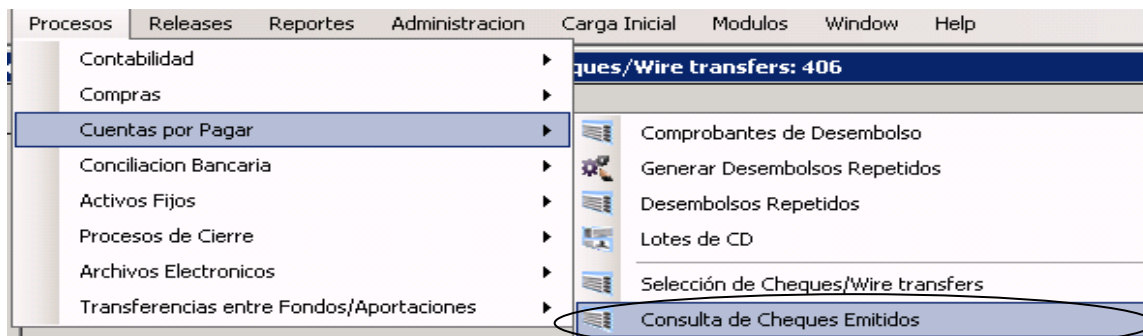 Procesos Releases Reportes Administracion Carga Inicial Modulos Window Help
ques/Wire transfers: 406
Contabilidad
Compras
Cuentas por Pagar
Conciliacion Bancaria
Activos Fijos
Procesos de Cierre
Archivos Electronicos
Transferencias entre Fondos/Aportaciones
Comprobantes de Desembolso
Generar Desembolsos Repetidos
Desembolsos Repetidos
Lotes de CD
Selección de Cheques/Wire transfers
Consulta de Cheques Emitidos